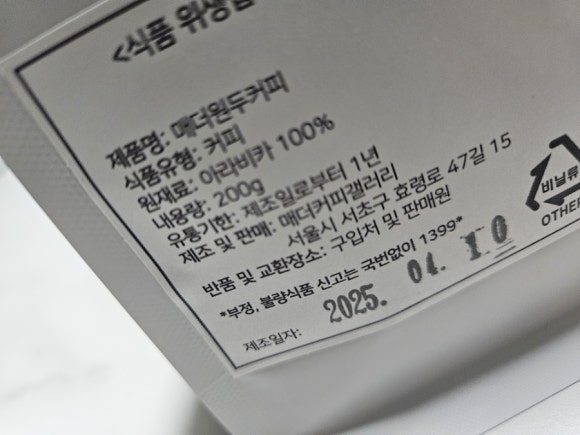 <식품 위생법
제품명: 매더원두커피
식품유형: 커피
원재료: 아라비카 100%
내용량: 200g
유통기한: 제조일로부터 1년
제조 및 판매: 매더커피갤러리
서울시 서초구 효령로 47길 15
반품 및 교환장소: 구입처 및 판매원
*부정, 불량식품 신고는 국번없이 1399*
제조일자: 2025. 04. 10
비닐류
OTHER